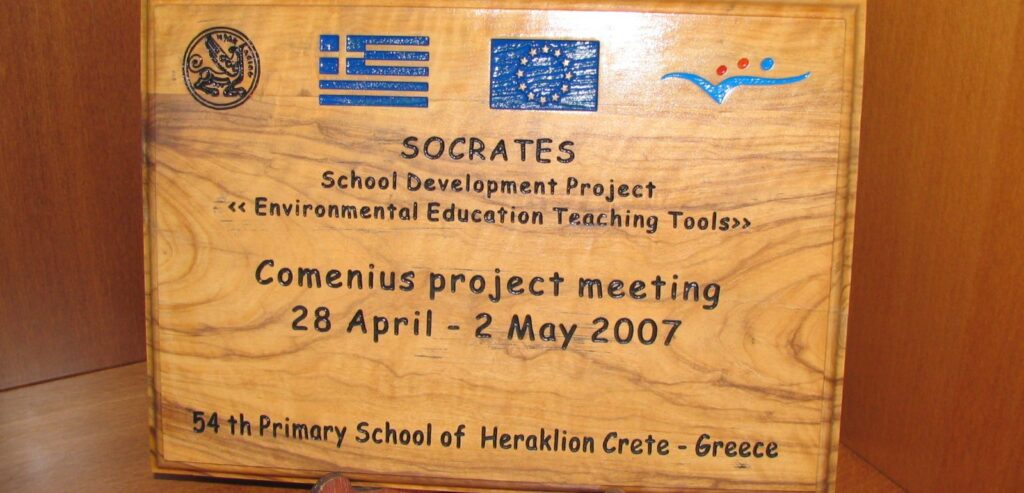 SOCRATES
School Development Project
<< Environmental Education Teaching Tools>>
Comenius project meeting
28 April - 2 May 2007
54 th Primary School of Heraklion Crete - Greece